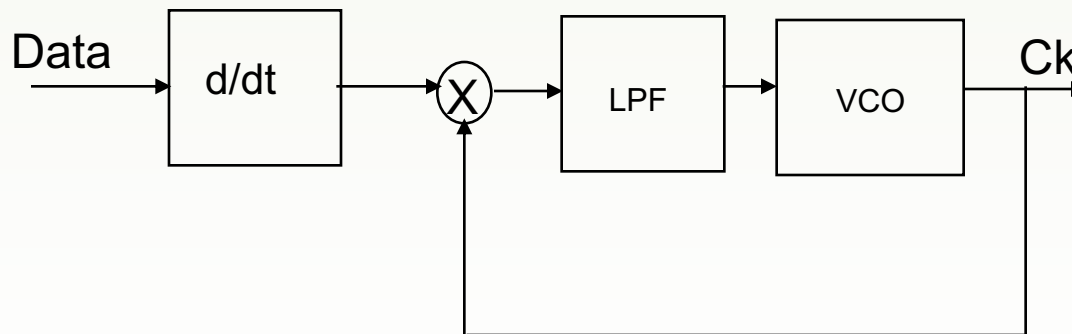 Data
d/dt
X
LPF
VCO
Ck